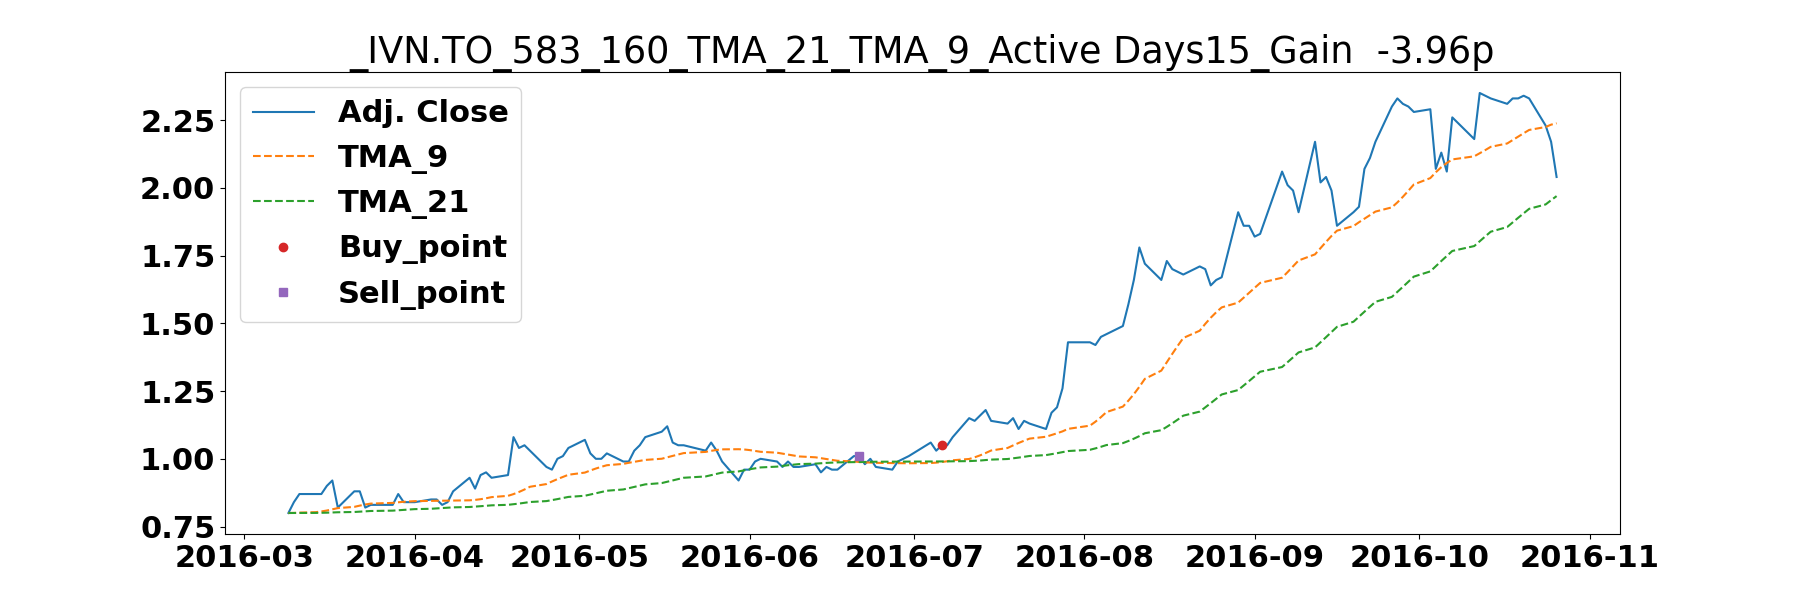 _IVN.TO_583_160_TMA_21_TMA_9_Active Days15_Gain  -3.96p
Adj. Close
TMA_9
TMA_21
Buy_point
Sell_point
2.25
2.00
1.75
1.50
1.25
1.00
0.75
2016-03 2016-04 2016-05 2016-06 2016-07 2016-08 2016-09 2016-10 2016-11